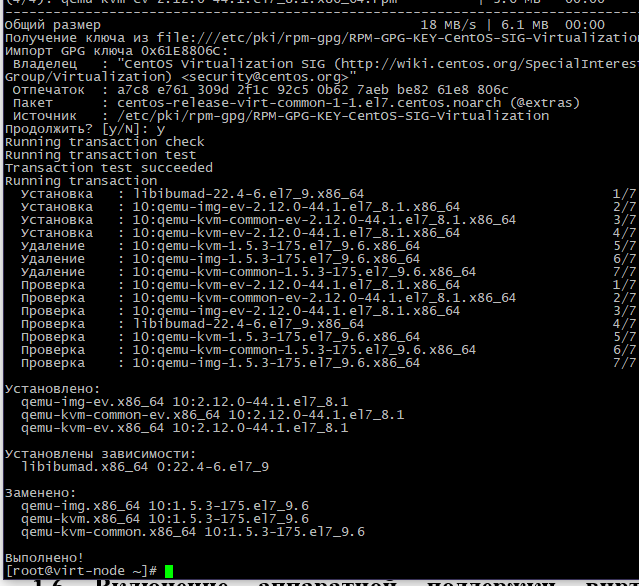 (4/4): qemu-kvm-ev-2.12.0-44.1.el7_8.1.x86_64.rpm | 3.0 MB 00:00
Общий размер 18 MB/s | 6.1 MB 00:00
Получение ключа из file:///etc/pki/rpm-gpg/RPM-GPG-KEY-CentOS-SIG-Virtualization
Импорт GPG ключа 0x61E8806C:
Владелец : "CentOS Virtualization SIG (http://wiki.centos.org/SpecialInteres
Group/Virtualization) <security@centos.org>"
Отпечаток : a7c8 e761 309d 2f1c 92c5 0b62 7aeb be82 61e8 806c
Пакет : centos-release-virt-common-1-1.el7.centos.noarch (@extras)
Источник : /etc/pki/rpm-gpg/RPM-GPG-KEY-CentOS-SIG-Virtualization
Продолжить? [y/N]: y
Running transaction check
Running transaction test
Transaction test succeeded
Running transaction
Установка : libibumad-22.4-6.el7_9.x86_64 1/7
Установка : 10:qemu-img-ev-2.12.0-44.1.el7_8.1.x86_64 2/7
Установка : 10:qemu-kvm-common-ev-2.12.0-44.1.el7_8.1.x86_64 3/7
Установка : 10:qemu-kvm-ev-2.12.0-44.1.el7_8.1.x86_64 4/7
Удаление : 10:qemu-kvm-1.5.3-175.el7_9.6.x86_64 5/7
Удаление : 10:qemu-img-1.5.3-175.el7_9.6.x86_64 6/7
Удаление : 10:qemu-kvm-common-1.5.3-175.el7_9.6.x86_64 7/7
Проверка : 10:qemu-kvm-ev-2.12.0-44.1.el7_8.1.x86_64 1/7
Проверка : 10:qemu-kvm-common-ev-2.12.0-44.1.el7_8.1.x86_64 2/7
Проверка : 10:qemu-img-ev-2.12.0-44.1.el7_8.1.x86_64 3/7
Проверка : libibumad-22.4-6.el7_9.x86_64 4/7
Проверка : 10:qemu-kvm-1.5.3-175.el7_9.6.x86_64 5/7
Проверка : 10:qemu-kvm-common-1.5.3-175.el7_9.6.x86_64 6/7
Проверка : 10:qemu-img-1.5.3-175.el7_9.6.x86_64 7/7
Установлено:
qemu-img-ev.x86_64 10:2.12.0-44.1.el7_8.1
qemu-kvm-common-ev.x86_64 10:2.12.0-44.1.el7_8.1
qemu-kvm-ev.x86_64 10:2.12.0-44.1.el7_8.1
Установлены зависимости:
libibumad.x86_64 0:22.4-6.el7_9
Заменено:
qemu-img.x86_64 10:1.5.3-175.el7_9.6
qemu-kvm.x86_64 10:1.5.3-175.el7_9.6
qemu-kvm-common.x86_64 10:1.5.3-175.el7_9.6
Выполнено!
[root@virt-node ~]#
1.6 Включение аппаратной поддержки вирт